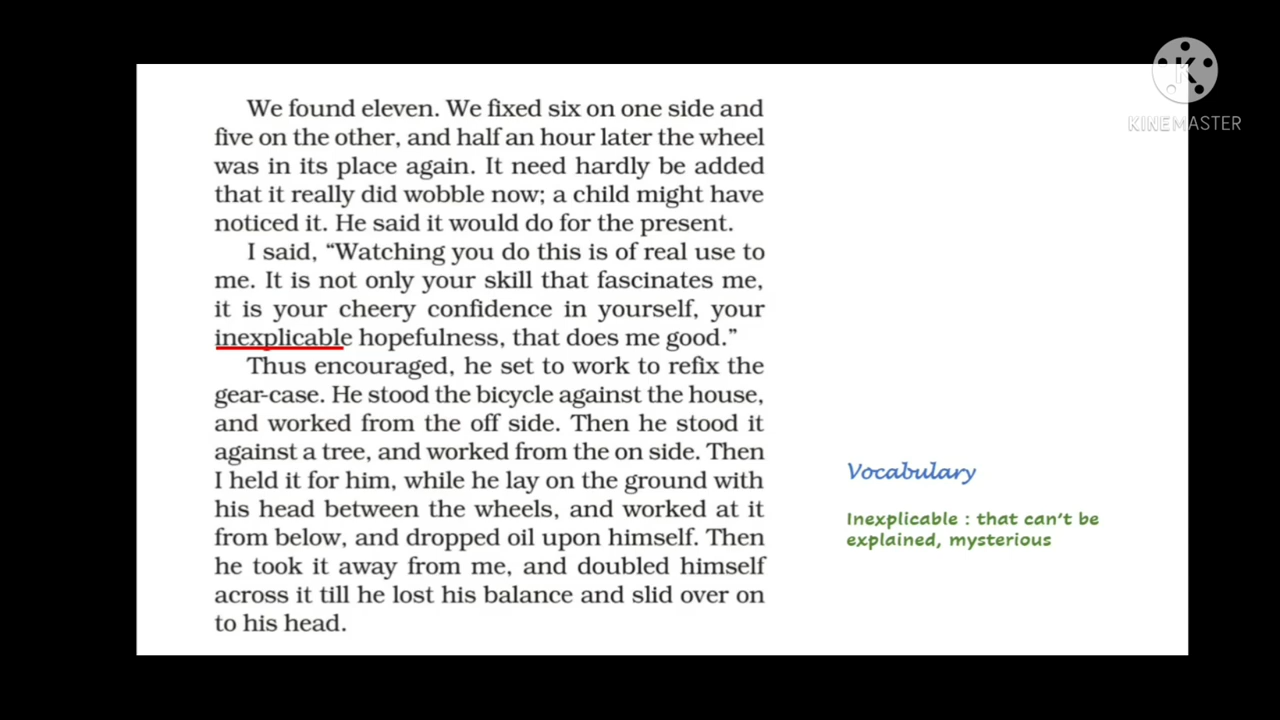 We found eleven. We fixed six on one side and
five on the other, and half an hour later the wheel
was in its place again. It need hardly be added
that it really did wobble now; a child might have
noticed it. He said it would do for the present.
I said, “Watching you do this is of real use to
me. It is not only your skill that fascinates me,
it is your cheery confidence in yourself, your
inexplicable hopefulness, that does me good.”
Thus encouraged, he set to work to refix the
gear-case. He stood the bicycle against the house,
and worked from the off side. Then he stood it
against a tree, and worked from the on side. Then
I held it for him, while he lay on the ground with
his head between the wheels, and worked at it
from below, and dropped oil upon himself. Then
he took it away from me, and doubled himself
across it till he lost his balance and slid over on
to his head.
Vocabulary
Inexplicable : that can't be
explained, mysterious
K
KINEMASTER